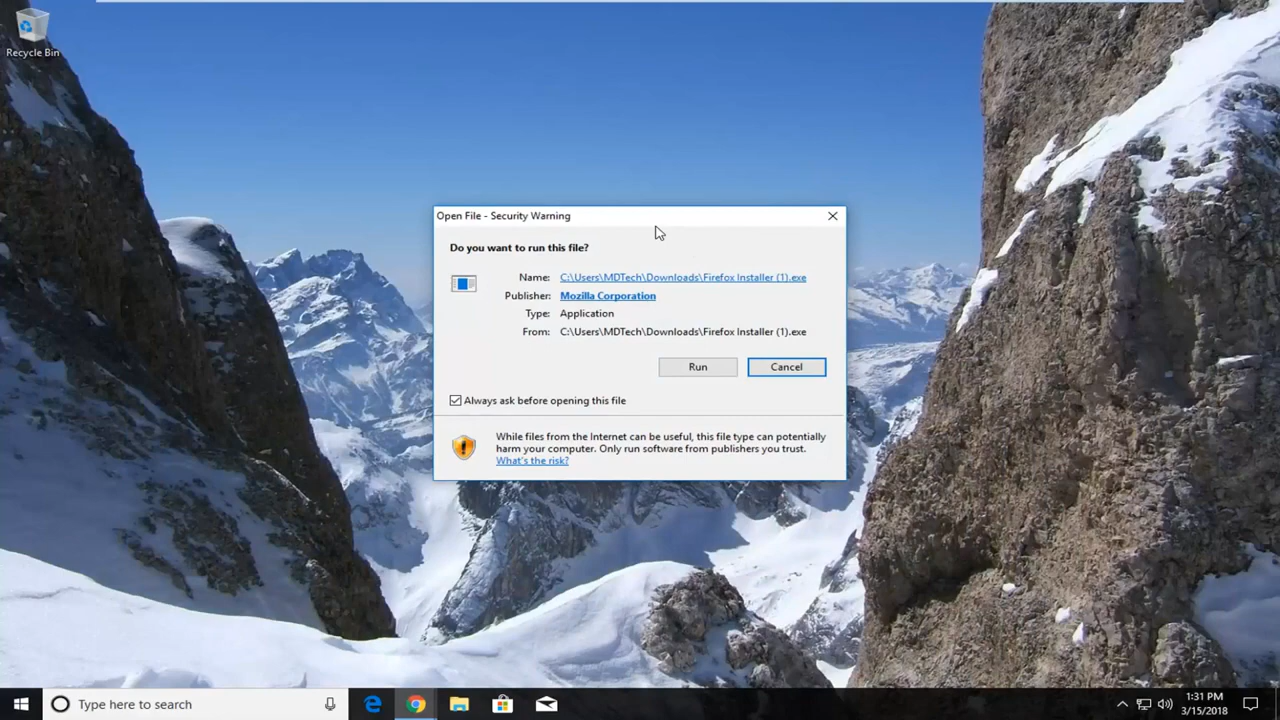 Recycle Bin
Open File - Security Warning
Do you want to run this file?
Name: C:\Users\MDTech\Downloads\Firefox Installer (1).exe
Publisher: Mozilla Corporation
Type: Application
From: C:\Users\MDTech\Downloads\Firefox Installer (1).exe
Run Cancel
Always ask before opening this file
While files from the Internet can be useful, this file type can potentially
harm your computer. Only run software from publishers you trust.
What's the risk?
Type here to search
1:31 PM
3/15/2018